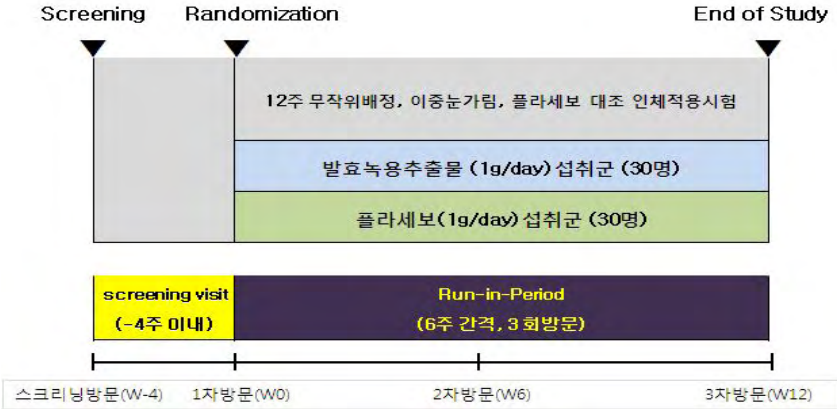 Screening Randomization End of Study
12주 무작위배정, 이중눈가림, 플라세보 대조 인체적용시험
발효녹용추출물 (1g/day) 섭취군 (30명)
플라세보(1g/day) 섭취군 (30명)
screening visit
(-4주 이내)
Run-in-Period
(6주 간격, 3 회방문)
스크리닝방문(W-4) 1차방문(W0) 2차방문(W6) 3차방문(W12)